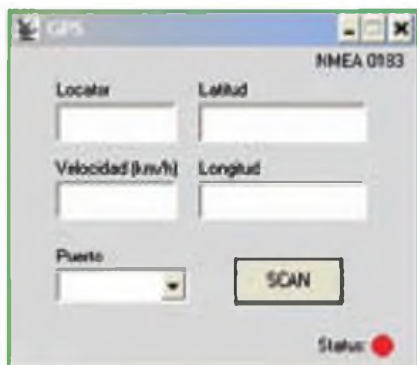 GPS
NMEA 0183
Locator Latitud
Velocidad (km/h) Longitud
Puerto
SCAN
Status: